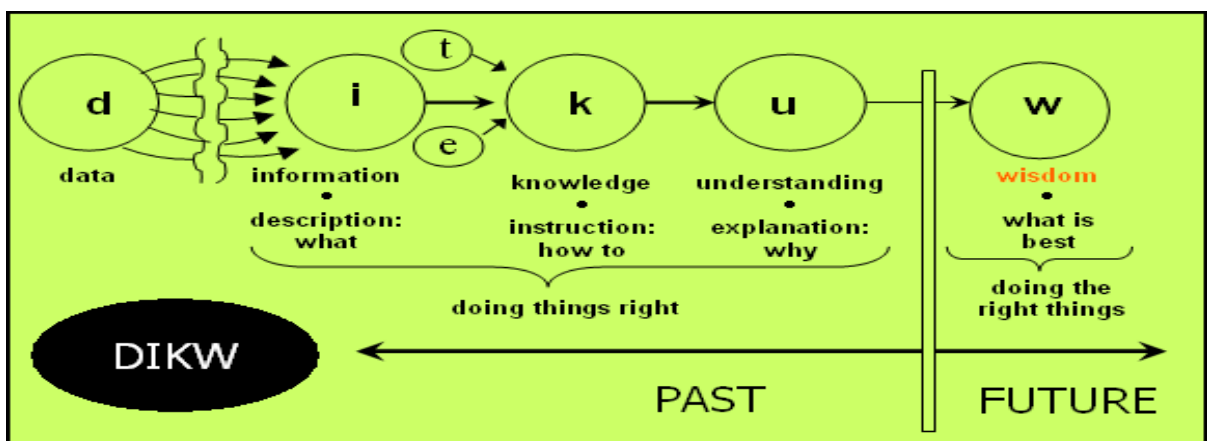 t
d
i
k
u
w
e
data
information
knowledge
understanding
wisdom
•
•
•
•
description:
what
instruction:
how to
explanation:
why
what is
best
doing things right
doing the
right things
DIKW
PAST
FUTURE